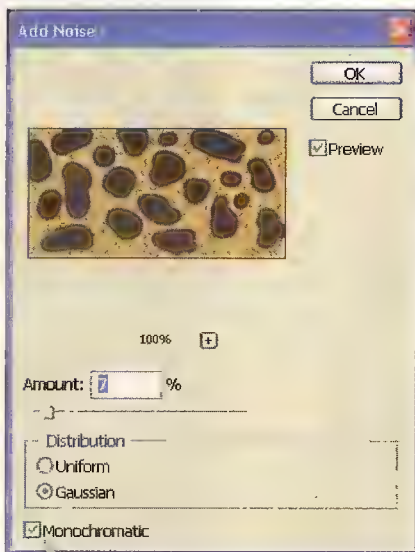 Add Noise
OK
Cancel
Preview
100% +
Amount: 7 %
Distribution
Uniform
Gaussian
Monochromatic